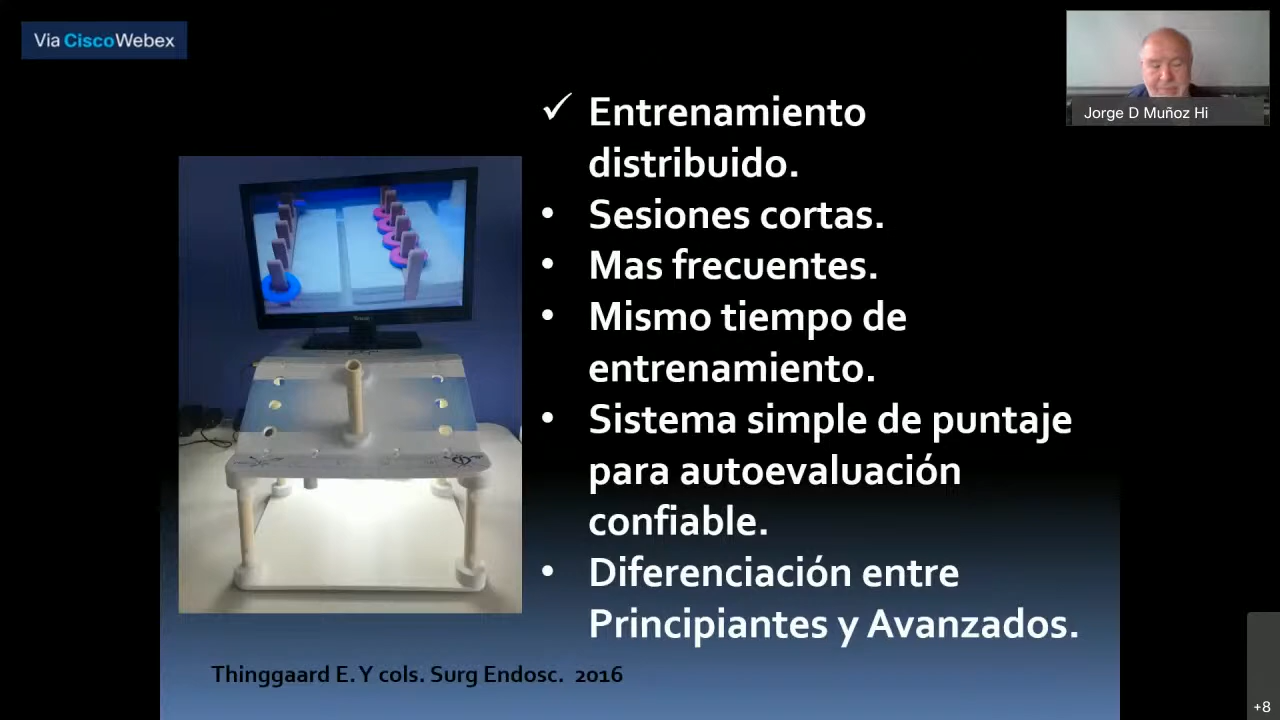 Vía CiscoWebex
Jorge D Muñoz Hi
✓ Entrenamiento
distribuido.
• Sesiones cortas.
• Mas frecuentes.
• Mismo tiempo de
entrenamiento.
• Sistema simple de puntaje
para autoevaluación
confiable.
• Diferenciación entre
Principiantes y Avanzados.
Thinggaard E. Y cols. Surg Endosc. 2016
+8